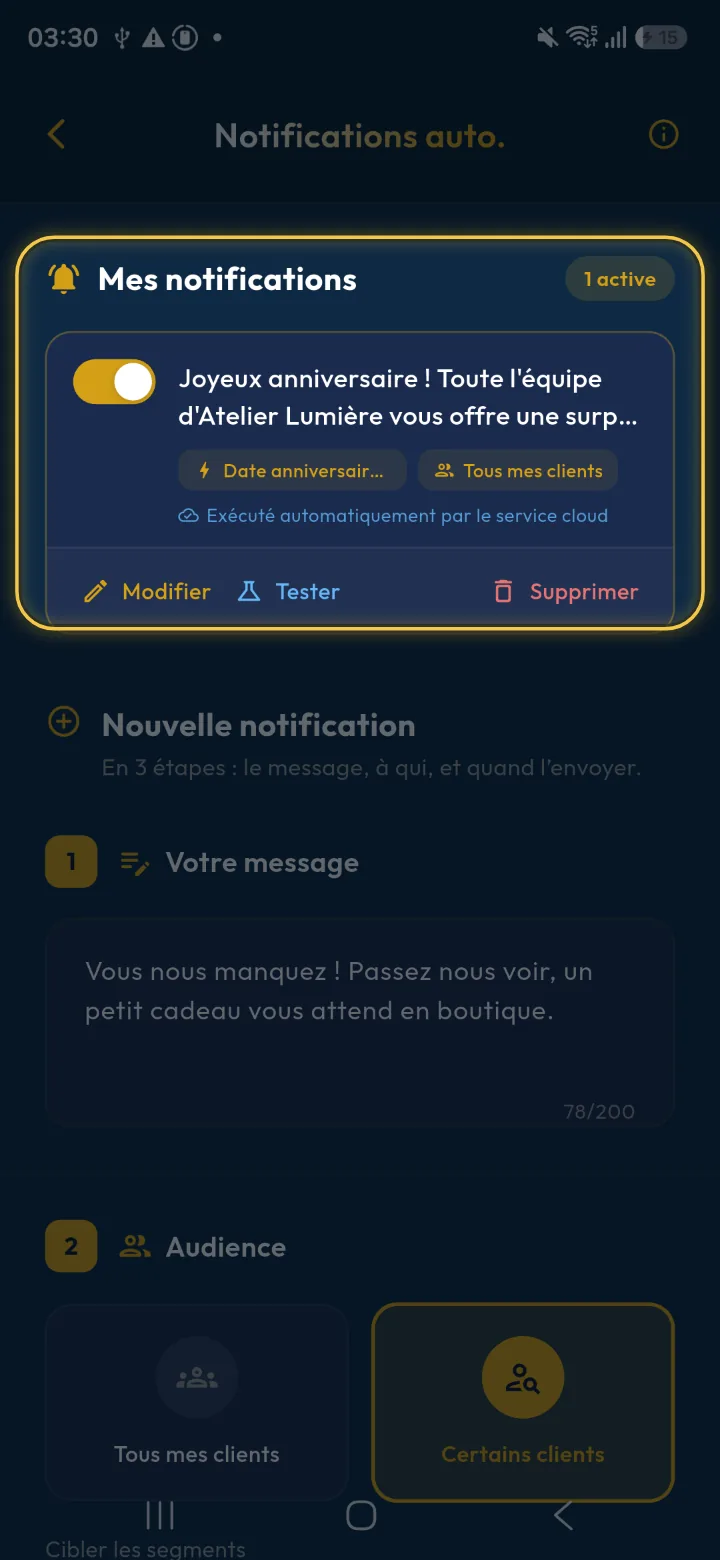 03:30
15
Notifications auto.
Mes notifications
1 active
Joyeux anniversaire ! Toute l'équipe
d'Atelier Lumière vous offre une surp...
Date anniversair...
Tous mes clients
Exécuté automatiquement par le service cloud
Modifier
Tester
Supprimer
Nouvelle notification
En 3 étapes : le message, à qui, et quand l'envoyer.
1
Votre message
Vous nous manquez ! Passez nous voir, un
petit cadeau vous attend en boutique.
78/200
2
Audience
Tous mes clients
Certains clients
Cibler les segments